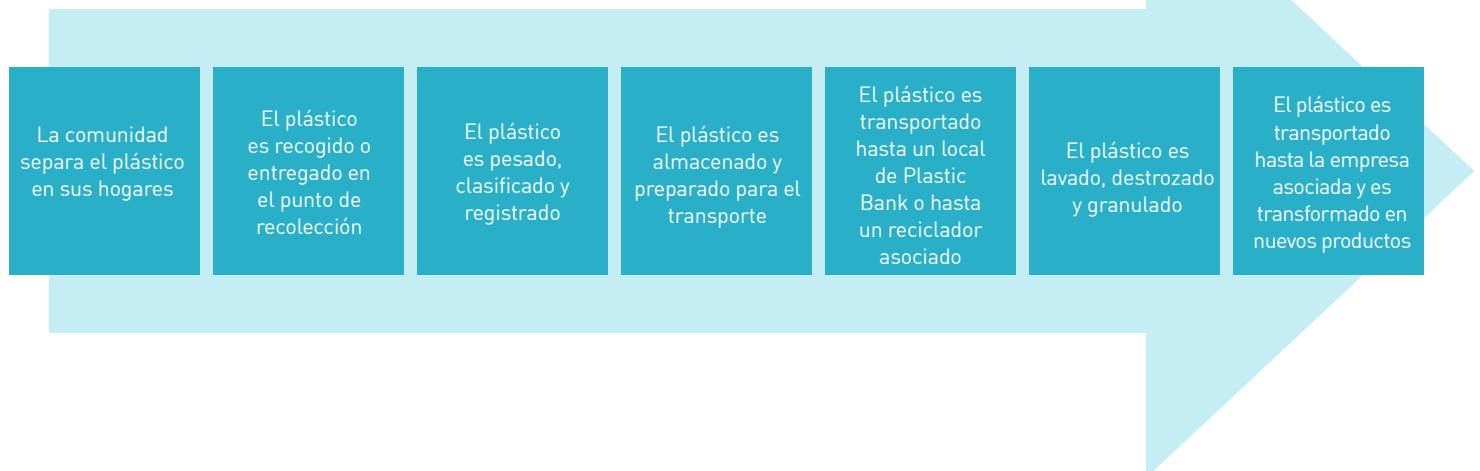 La comunidad
separa el plástico
en sus hogares
El plástico
es recogido o
entregado en
el punto de
recolección
El plástico
es pesado,
clasificado y
registrado
El plástico es
almacenado y
preparado para el
transporte
El plástico es
transportado
hasta un local
de Plastic
Bank o hasta
un reciclador
asociado
El plástico es
lavado, destrozado
y granulado
El plástico es
transportado
hasta la empresa
asociada y es
transformado en
nuevos productos